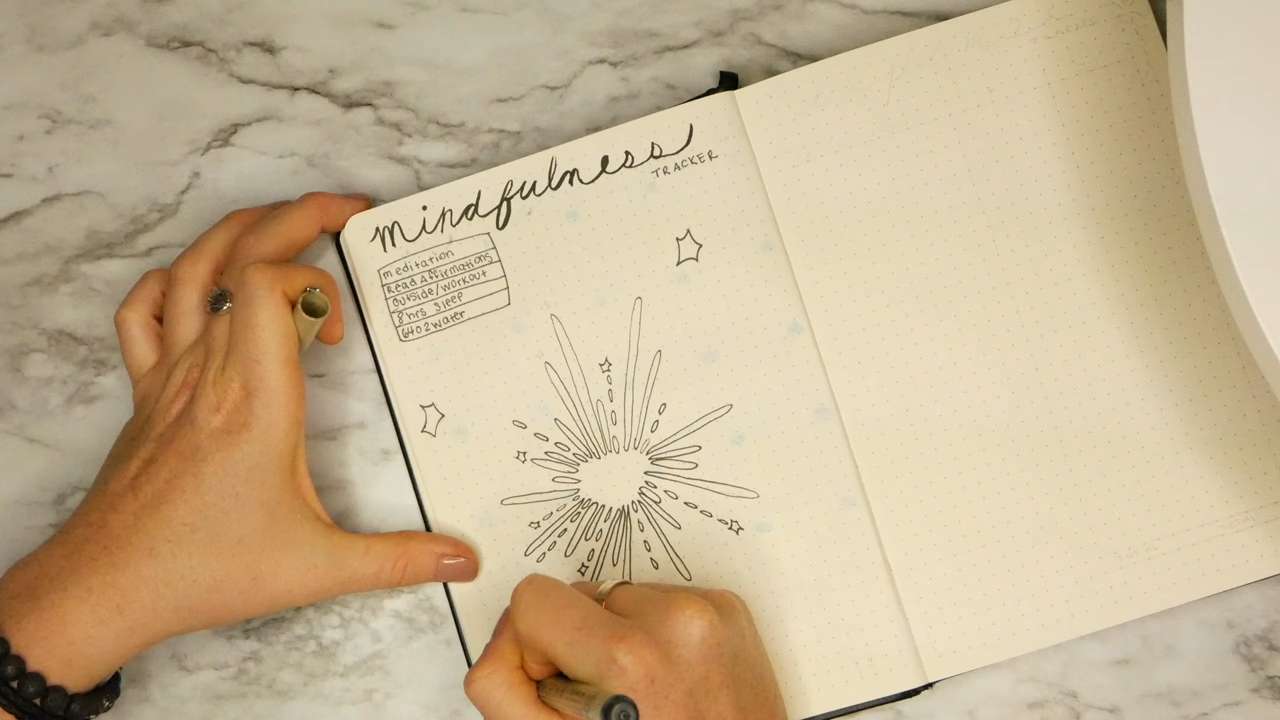 mindfulness
TRACKER
meditation
Read Affirmations
outside/workout
8hrs sleep
64oz water